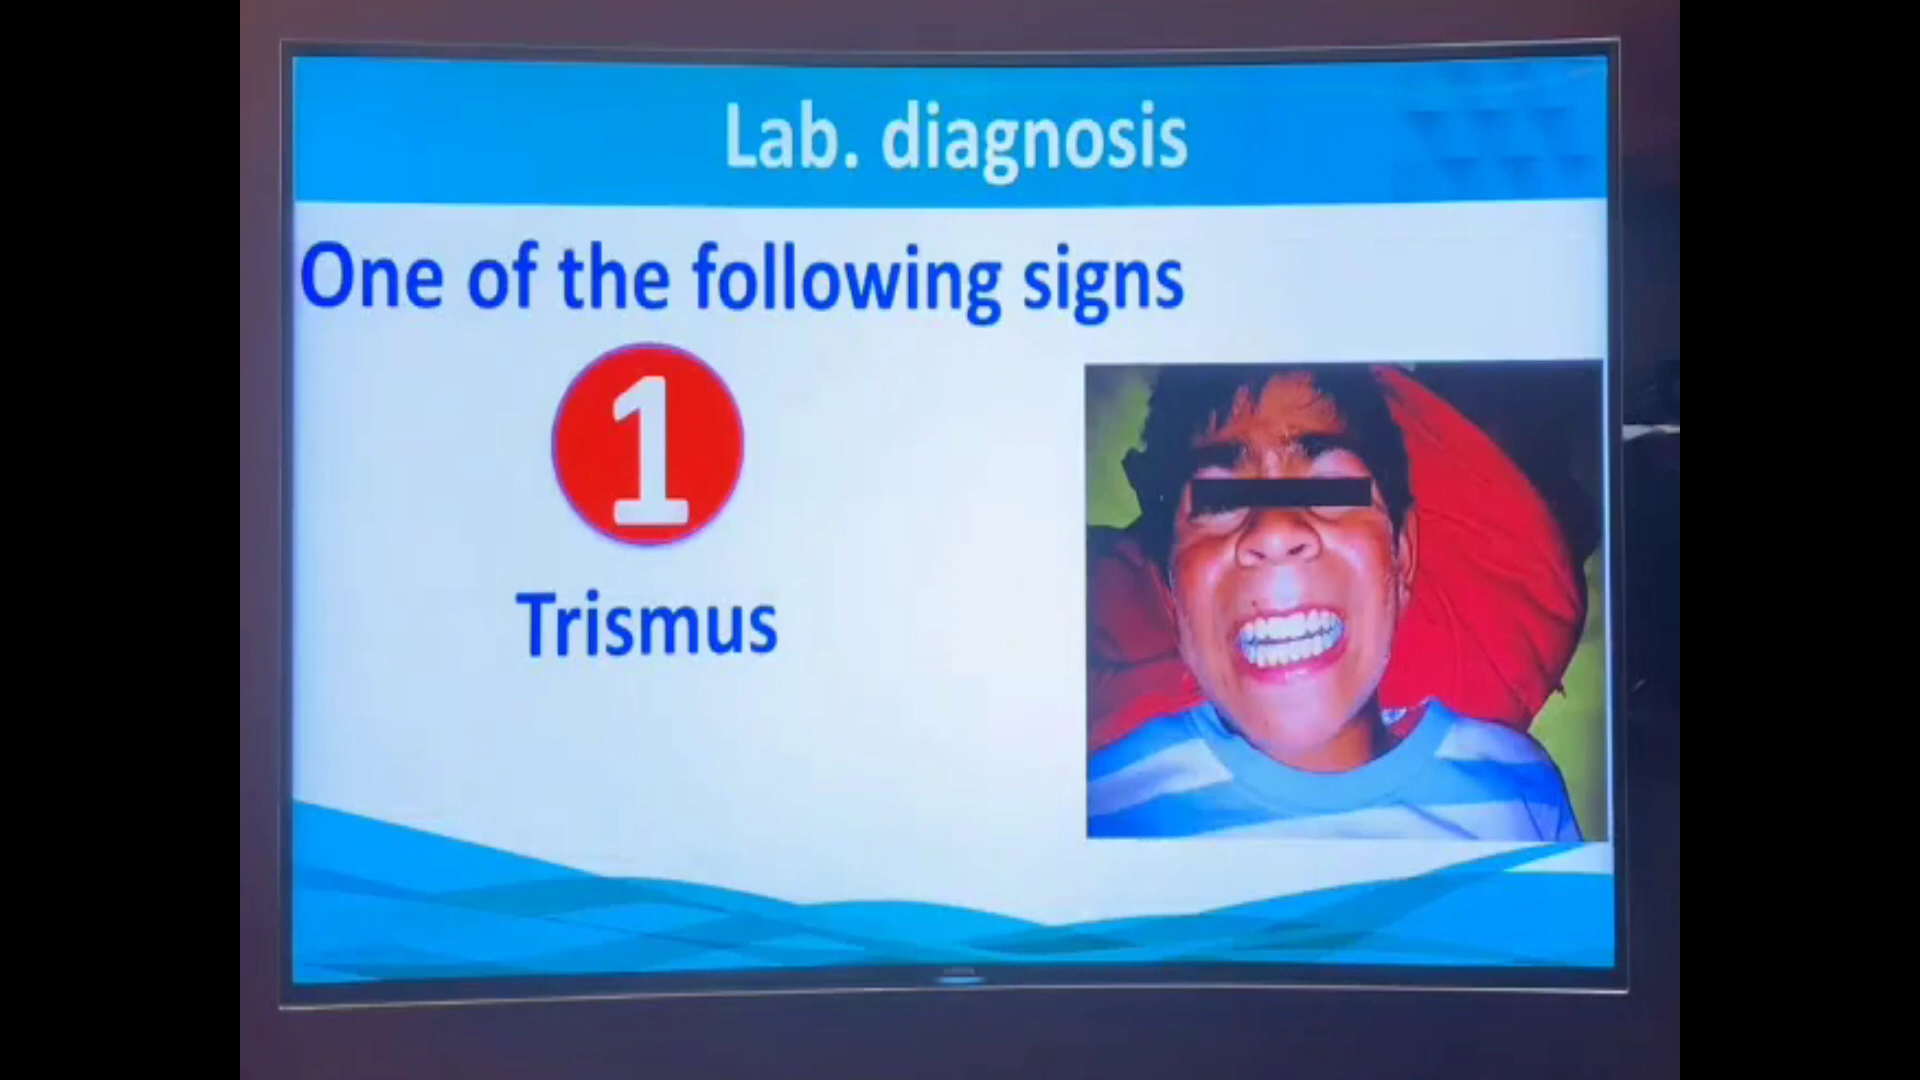 Lab. diagnosis
One of the following signs
1
Trismus